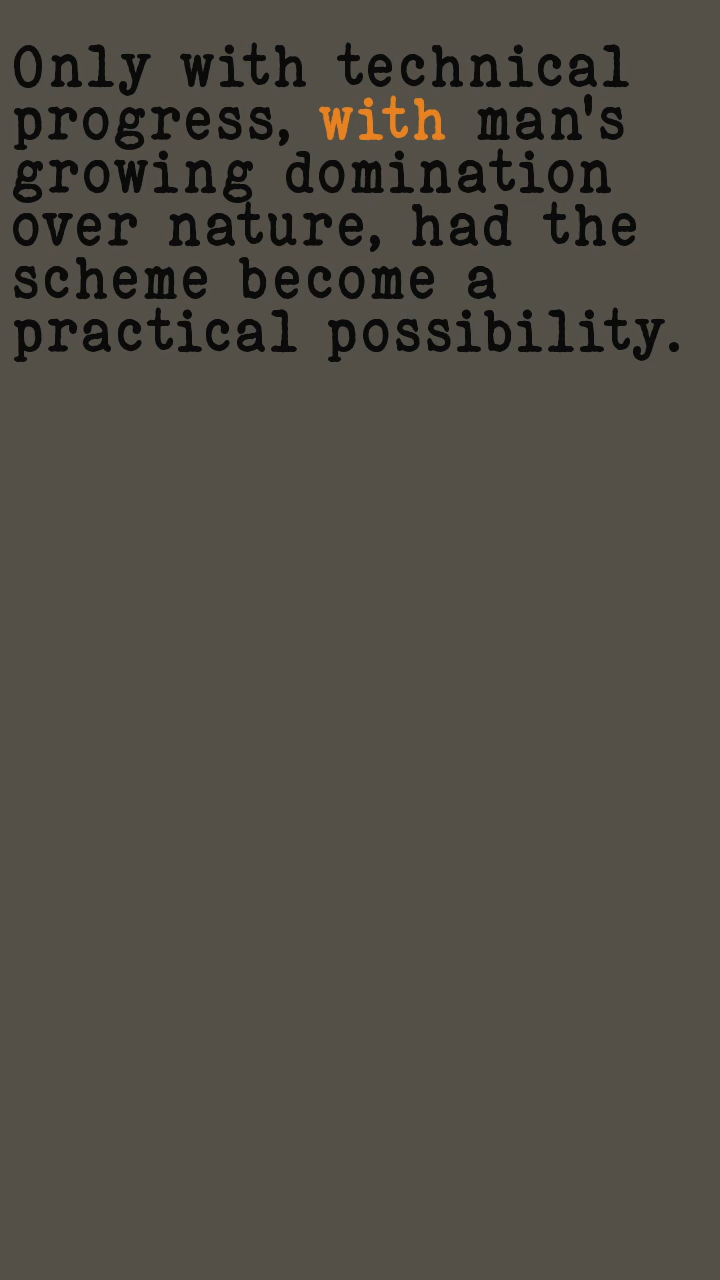 Only with technical
progress, with man's
growing domination
over nature, had the
scheme become a
practical possibility.